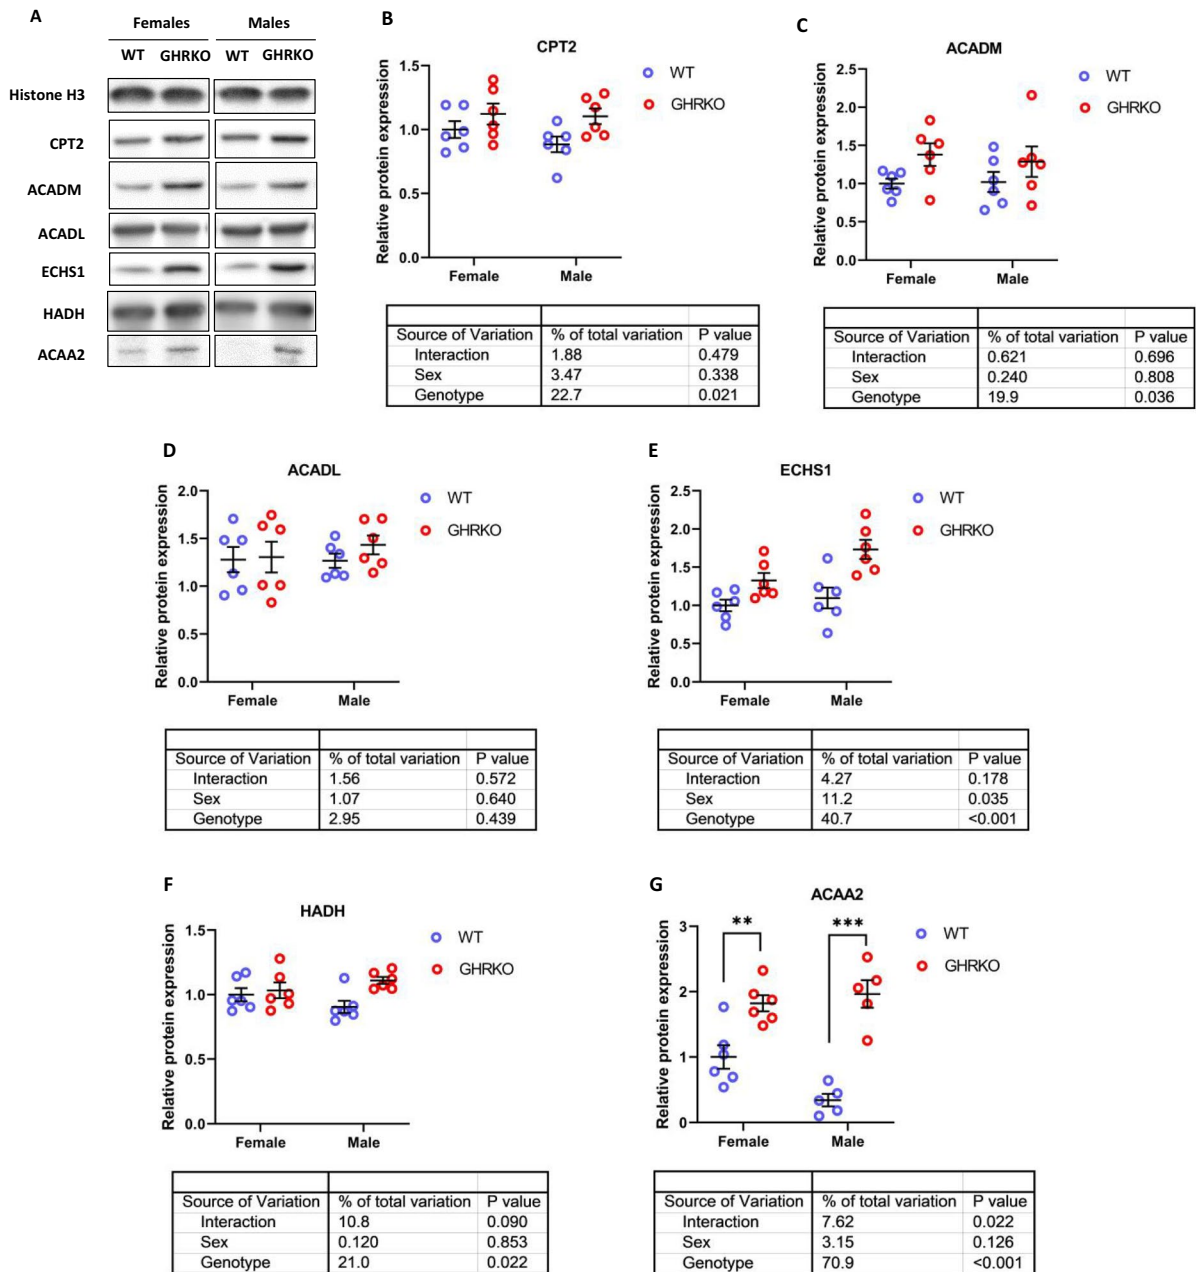 A
Females Males
WT GHRKO WT GHRKO
Histone H3
CPT2
ACADM
ACADL
ECHS1
HADH
ACAA2
B
CPT2
Relative protein expression
1.5
1.0
0.5
0.0
Female Male
WT
GHRKO
Source of Variation % of total variation P value
Interaction 1.88 0.479
Sex 3.47 0.338
Genotype 22.7 0.021
C
ACADM
Relative protein expression
2.5
2.0
1.5
1.0
0.5
0.0
Female Male
WT
GHRKO
Source of Variation % of total variation P value
Interaction 0.621 0.696
Sex 0.240 0.808
Genotype 19.9 0.036
D
ACADL
Relative protein expression
2.0
1.5
1.0
0.5
0.0
Female Male
WT
GHRKO
Source of Variation % of total variation P value
Interaction 1.56 0.572
Sex 1.07 0.640
Genotype 2.95 0.439
E
ECHS1
Relative protein expression
2.5
2.0
1.5
1.0
0.5
0.0
Female Male
WT
GHRKO
Source of Variation % of total variation P value
Interaction 4.27 0.178
Sex 11.2 0.035
Genotype 40.7 <0.001
F
HADH
Relative protein expression
1.5
1.0
0.5
0.0
Female Male
WT
GHRKO
Source of Variation % of total variation P value
Interaction 10.8 0.090
Sex 0.120 0.853
Genotype 21.0 0.022
G
ACAA2
Relative protein expression
3
2
1
0
** ***
Female Male
WT
GHRKO
Source of Variation % of total variation P value
Interaction 7.62 0.022
Sex 3.15 0.126
Genotype 70.9 <0.001